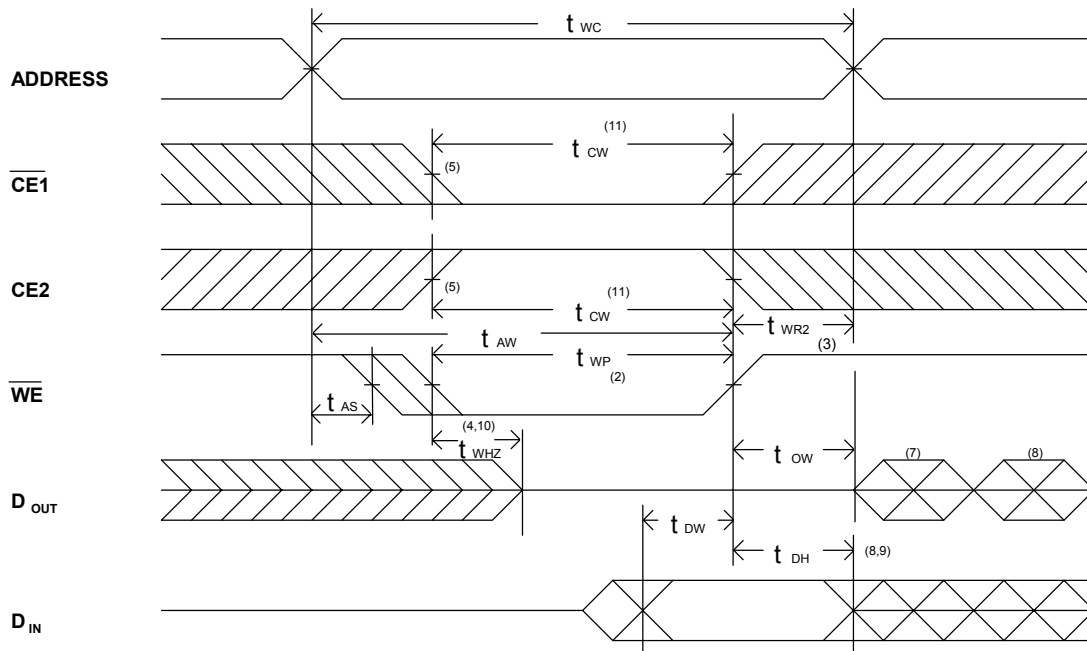 t WC
ADDRESS
(11)
t CW
(5)
CE1
CE2
(5)
(11)
t CW
t WR2
t AW
t WP
(3)
(2)
WE
t AS
(4,10)
t WHZ
t OW
(7)
(8)
D OUT
t DW
t DH
(8,9)
D IN